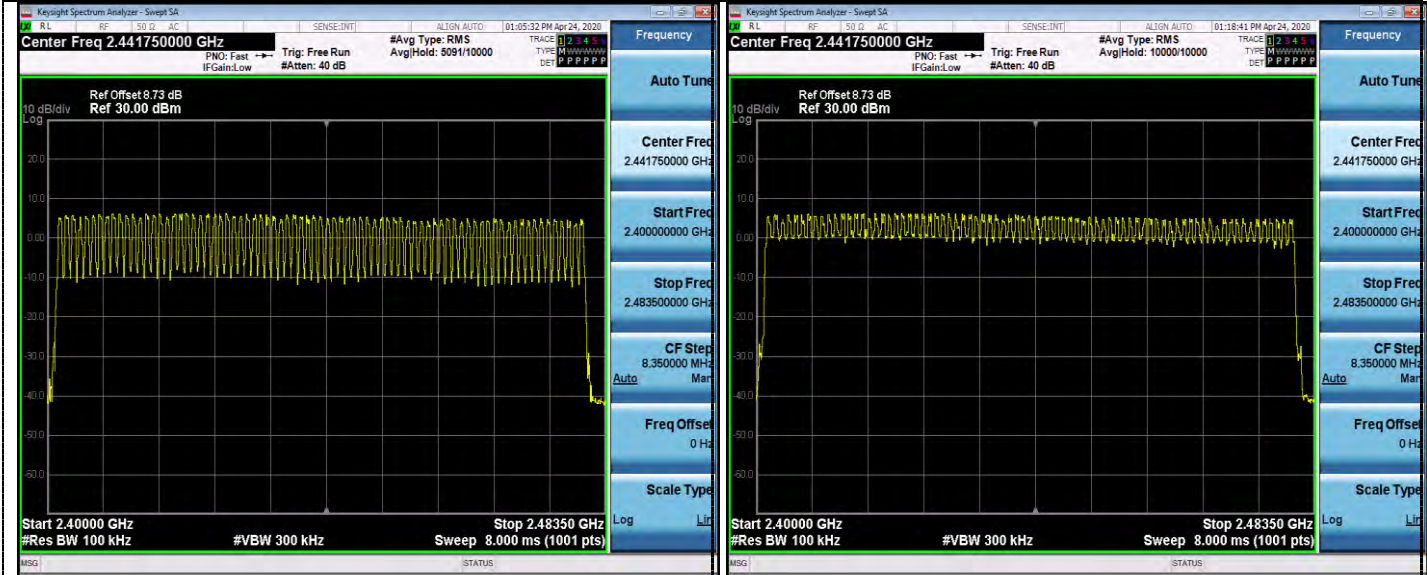 Keysight Spectrum Analyzer - Swept SA
RL RF 50 Ω AC SENSE:INT ALIGN AUTO 01:05:32 PM Apr 24, 2020
Center Freq 2.441750000 GHz
#Avg Type: RMS
TRACE 1 2 3 4 5 6
PNO: Fast
Trig: Free Run
Avg|Hold: 5091/10000
TYPE M WWWWW
IFGain:Low
#Atten: 40 dB
DET P P P P P P
Ref Offset 8.73 dB
10 dB/div Ref 30.00 dBm
Log
20.0
10.0
0.00
-10.0
-20.0
-30.0
-40.0
-50.0
-60.0
Start 2.40000 GHz
Stop 2.48350 GHz
#Res BW 100 kHz
#VBW 300 kHz
Sweep 8.000 ms (1001 pts)
MSG
STATUS
Frequency
Auto Tune
Center Freq
2.441750000 GHz
Start Freq
2.400000000 GHz
Stop Freq
2.483500000 GHz
CF Step
8.350000 MHz
Auto Man
Freq Offset
0 Hz
Scale Type
Log Lin
Keysight Spectrum Analyzer - Swept SA
RL RF 50 Ω AC SENSE:INT ALIGN AUTO 01:18:41 PM Apr 24, 2020
Center Freq 2.441750000 GHz
#Avg Type: RMS
TRACE 1 2 3 4 5 6
PNO: Fast
Trig: Free Run
Avg|Hold: 10000/10000
TYPE M WWWWW
IFGain:Low
#Atten: 40 dB
DET P P P P P P
Ref Offset 8.73 dB
10 dB/div Ref 30.00 dBm
Log
20.0
10.0
0.00
-10.0
-20.0
-30.0
-40.0
-50.0
-60.0
Start 2.40000 GHz
Stop 2.48350 GHz
#Res BW 100 kHz
#VBW 300 kHz
Sweep 8.000 ms (1001 pts)
MSG
STATUS
Frequency
Auto Tune
Center Freq
2.441750000 GHz
Start Freq
2.400000000 GHz
Stop Freq
2.483500000 GHz
CF Step
8.350000 MHz
Auto Man
Freq Offset
0 Hz
Scale Type
Log Lin